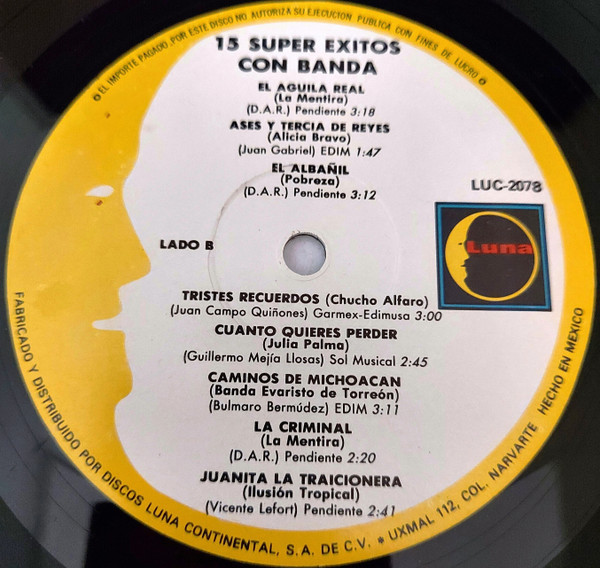 ⊙ EL IMPORTE PAGADO, POR ESTE DISCO NO, AUTORIZA SU EJECUCION PUBLICA CON FINES DE LUCRO ⊙
15 SUPER EXITOS
CON BANDA
EL AGUILA REAL
(La Mentira)
(D.A.R.) Pendiente 3:18
ASES Y TERCIA DE REYES
(Alicia Bravo)
(Juan Gabriel) EDIM 1:47
EL ALBAÑIL
(Pobreza)
(D.A.R.) Pendiente 3:12
LUC-2078
Luna
LADO B
TRISTES RECUERDOS (Chucho Alfaro)
(Juan Campo Quiñones) Garmex-Edimusa 3:00
CUANTO QUIERES PERDER
(Julia Palma)
(Guillermo Mejía Llosas) Sol Musical 2:45
CAMINOS DE MICHOACAN
(Banda Evaristo de Torreón)
(Bulmaro Bermúdez) EDIM 3:11
LA CRIMINAL
(La Mentira)
(D.A.R.) Pendiente 2:20
JUANITA LA TRAICIONERA
(Ilusión Tropical)
(Vicente Lefort) Pendiente 2:41
FABRICADO Y DISTRIBUIDO POR DISCOS LUNA CONTINENTAL, S.A. DE C.V. * UXMAL 112, COL. NARVARTE HECHO EN MEXICO